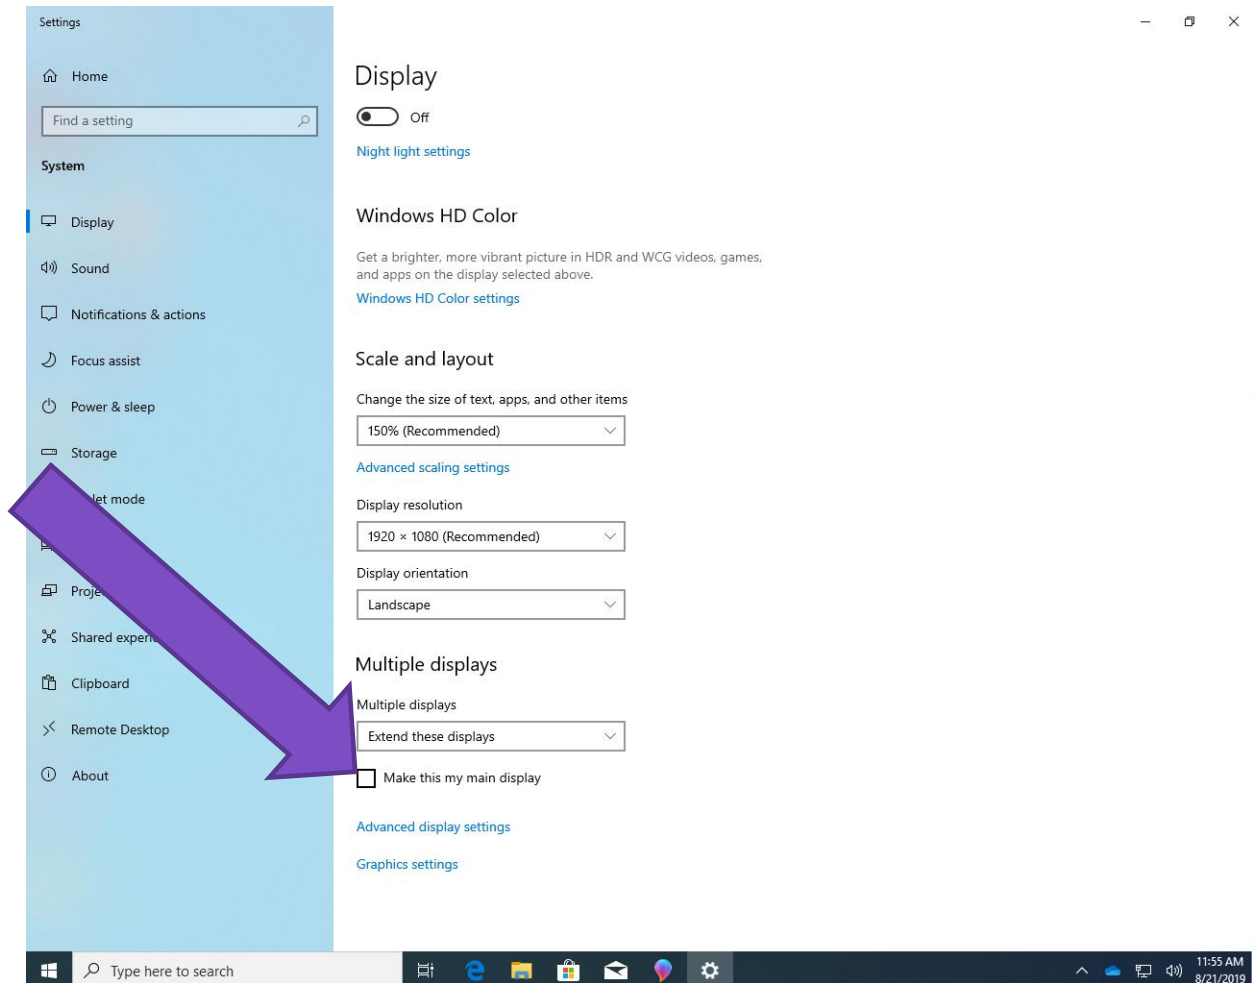 Settings
Home
Find a setting
System
Display
Sound
Notifications & actions
Focus assist
Power & sleep
Storage
mode
Shared
Clipboard
Remote Desktop
About
Display
Off
Night light settings
Windows HD Color
Get a brighter, more vibrant picture in HDR and WCG videos, games,
and apps on the display selected above.
Windows HD Color settings
Scale and layout
Change the size of text, apps, and other items
150% (Recommended)
Advanced scaling settings
Display resolution
1920 × 1080 (Recommended)
Display orientation
Landscape
Multiple displays
Multiple displays
Extend these displays
Make this my main display
Advanced display settings
Graphics settings
Type here to search
11:55 AM
8/21/2019